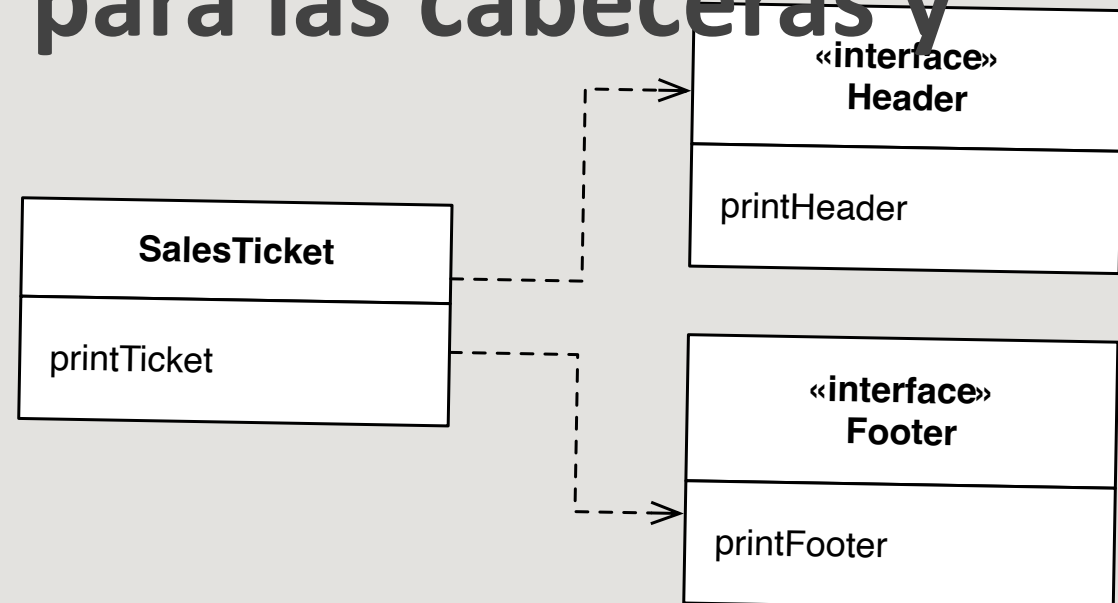 para las cabeceras y
«interface»
Header
printHeader
SalesTicket
printTicket
«interface»
Footer
printFooter